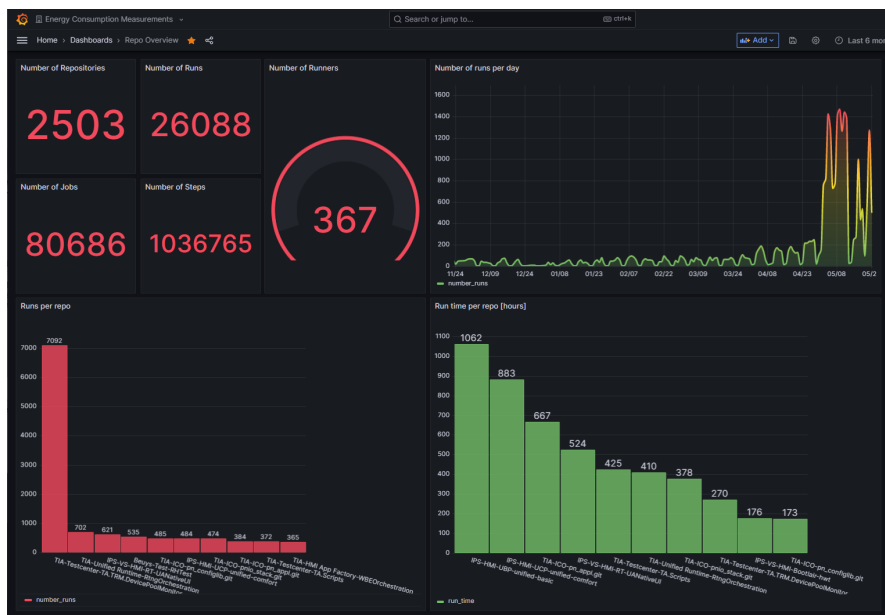 Energy Consumption Measurements
Search or jump to...
ctrl+k
Home › Dashboards › Repo Overview
Add
Last 6 mon
Number of Repositories
2503
Number of Runs
26088
Number of Runners
367
Number of Jobs
80686
Number of Steps
1036765
Number of runs per day
1600
1400
1200
1000
800
600
400
200
0
11/24 12/09 12/24 01/08 01/23 02/07 02/22 03/09 03/24 04/08 04/23 05/08 05/2
number_runs
Runs per repo
7000
6000
5000
4000
3000
2000
1000
0
7092 702 621 535 485 484 474 384 372 365
TIA-Testcenter-TA.TRM.DevicePoolMonitor
TIA-Unified Runtime-RtngOrchestration
IPS-VS-HMI-RT-UANativeUI
Beuys-Test-RHTest
TIA-ICO-pn_configlib.git
IPS-HMI-UCP-unified-comfort
TIA-ICO-pnio_stack.git
TIA-ICO-pn_appl.git
TIA-Testcenter-TA.Scripts
TIA-HMI App Factory-WBEOrchestration
number_runs
Run time per repo [hours]
1100
1000
900
800
700
600
500
400
300
200
100
0
1062 883 667 524 425 410 378 270 176 173
IPS-HMI-UBP-unified-basic
IPS-HMI-UCP-unified-comfort
IPS-VS-HMI-RT-UANativeUI
TIA-Testcenter-TA.Scripts
TIA-Unified Runtime-RtngOrchestration
TIA-ICO-pnio_stack.git
TIA-Testcenter-TA.TRM.DevicePoolMonitor
IPS-VS-HMI-Bootlair-hwt
TIA-ICO-pn_configlib.git
run_time